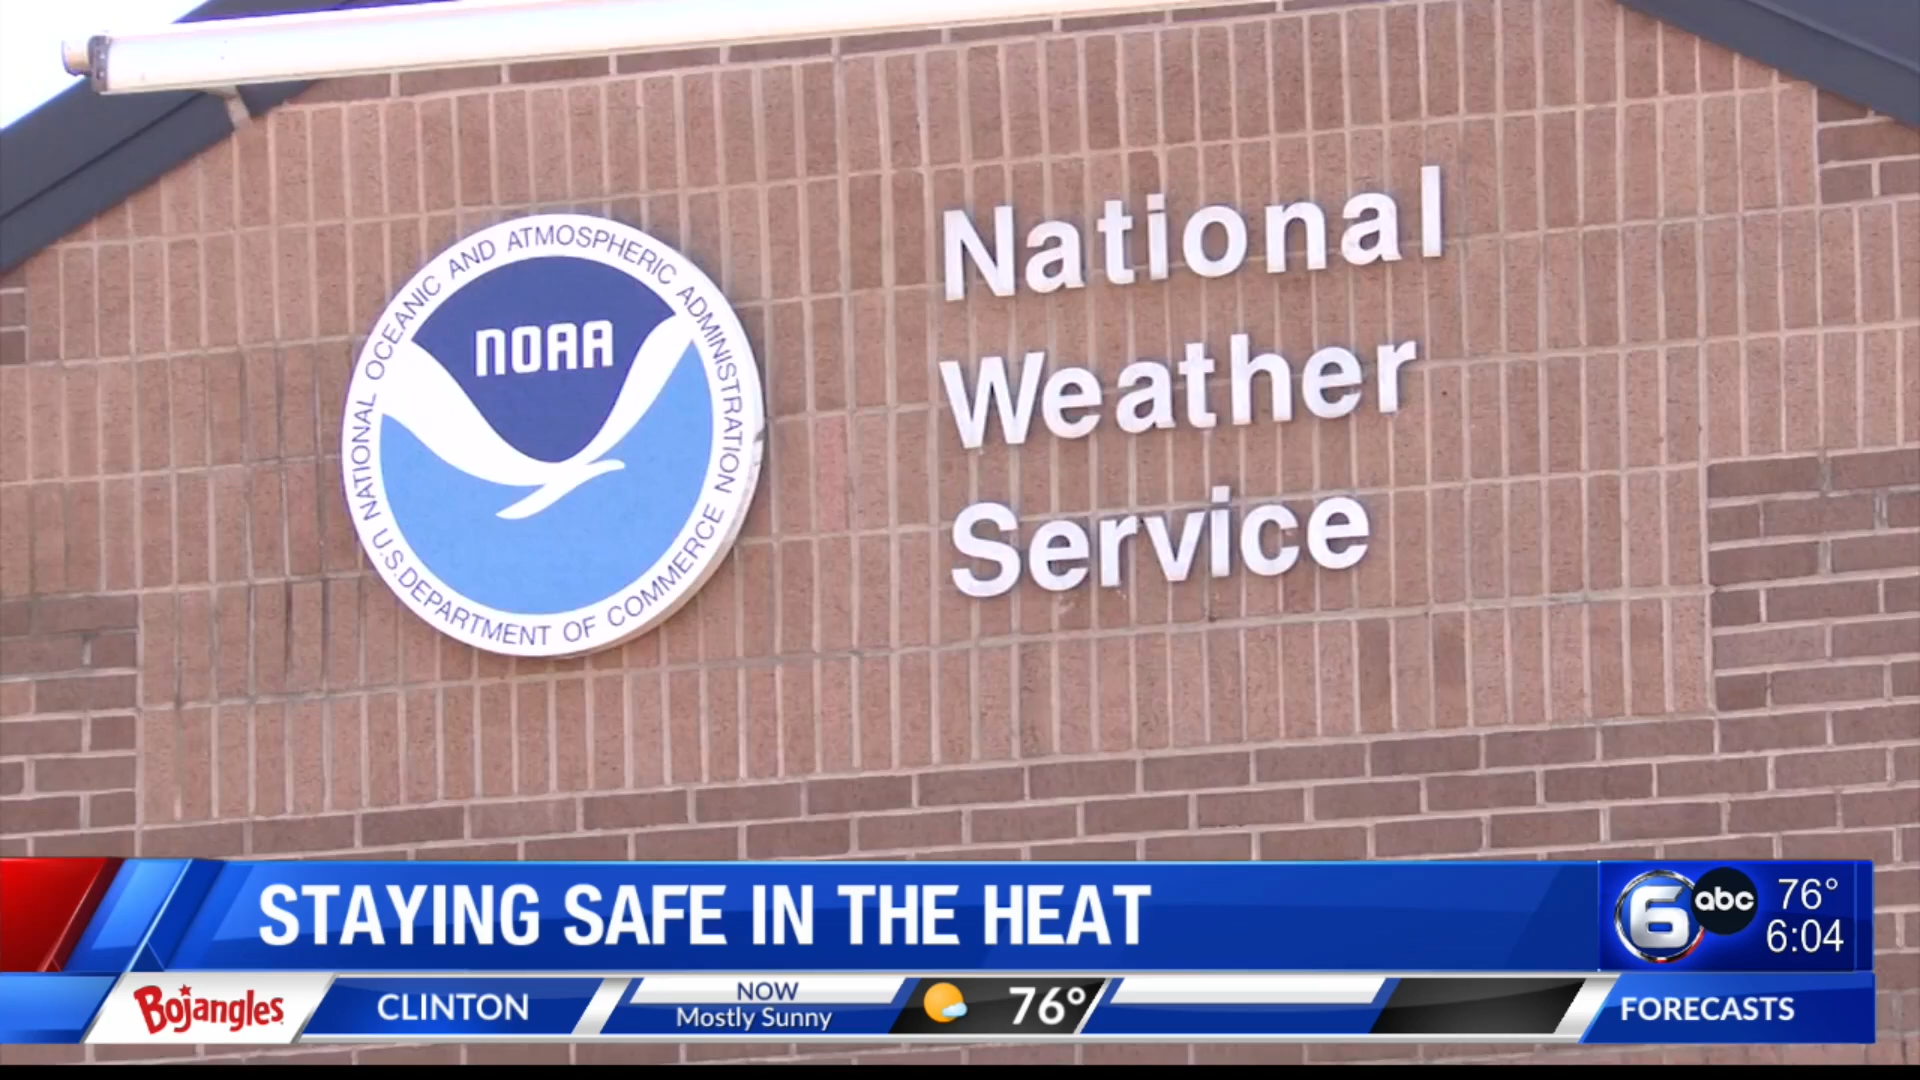 NATIONAL OCEANIC AND ATMOSPHERIC ADMINISTRATION
U.S. DEPARTMENT OF COMMERCE
NOAA
National
Weather
Service
STAYING SAFE IN THE HEAT
6 abc
76°
6:04
Bojangles
CLINTON
NOW
Mostly Sunny
76°
FORECASTS